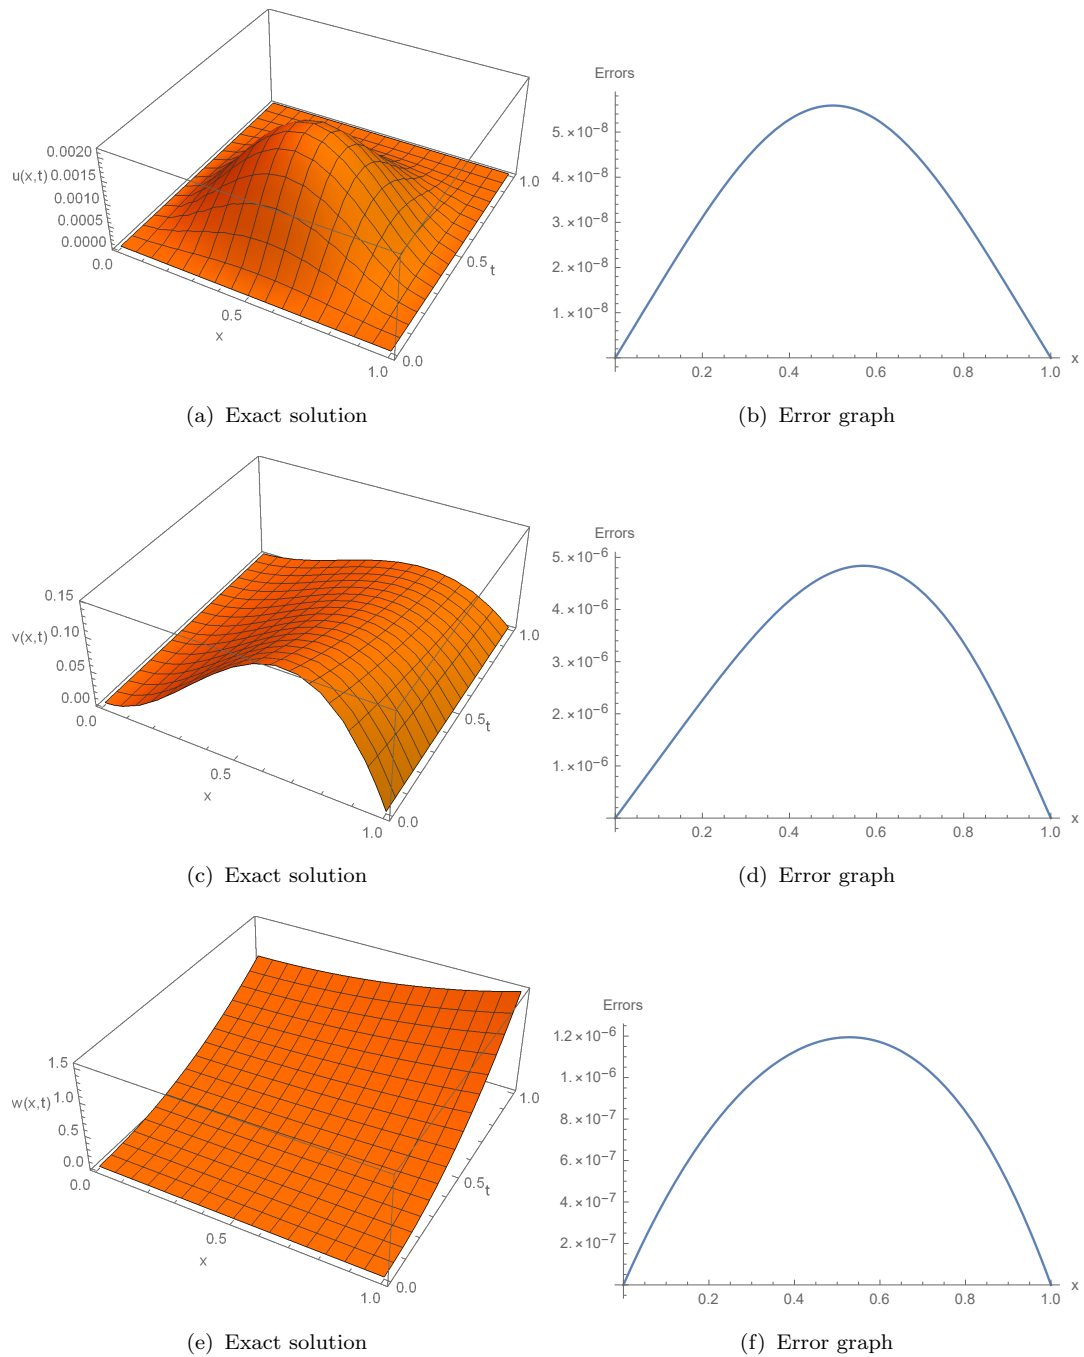 Errors
0.0020
u(x,t) 0.0015
0.0010
0.0005
0.0000
0.0
0.5
x
1.0
0.0
0.5
t
1.0
5.×10⁻⁸
4.×10⁻⁸
3.×10⁻⁸
2.×10⁻⁸
1.×10⁻⁸
0.2 0.4 0.6 0.8 1.0
x
(a) Exact solution
(b) Error graph
0.15
v(x,t) 0.10
0.05
0.00
0.0
0.5
x
1.0
0.0
0.5
t
1.0
Errors
5.×10⁻⁶
4.×10⁻⁶
3.×10⁻⁶
2.×10⁻⁶
1.×10⁻⁶
0.2 0.4 0.6 0.8 1.0
x
(c) Exact solution
(d) Error graph
1.5
w(x,t) 1.0
0.5
0.0
0.0
0.5
x
1.0
0.0
0.5
t
1.0
Errors
1.2×10⁻⁶
1.×10⁻⁶
8.×10⁻⁷
6.×10⁻⁷
4.×10⁻⁷
2.×10⁻⁷
0.2 0.4 0.6 0.8 1.0
x
(e) Exact solution
(f) Error graph